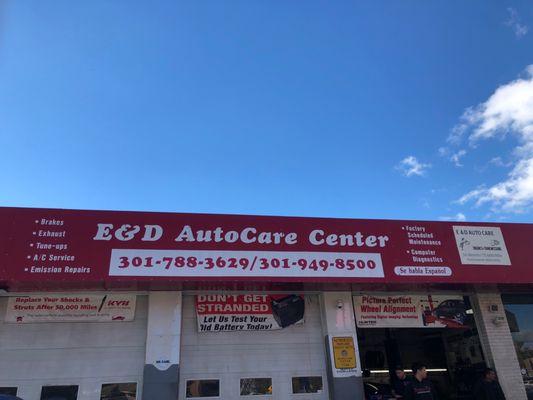 • Brakes
• Exhaust
• Tune-ups
• A/C Service
• Emission Repairs
E&D AutoCare Center
301-788-3629/301-949-8500
• Factory
Scheduled
Maintenance
• Computer
Diagnostics
Se habla Español
E & D AUTO CARE
Replace Your Shocks &
Struts After 50,000 Miles
KYB
DON'T GET
STRANDED
Let Us Test Your
Old Battery Today!
Picture Perfect
Wheel Alignment
HUNTER